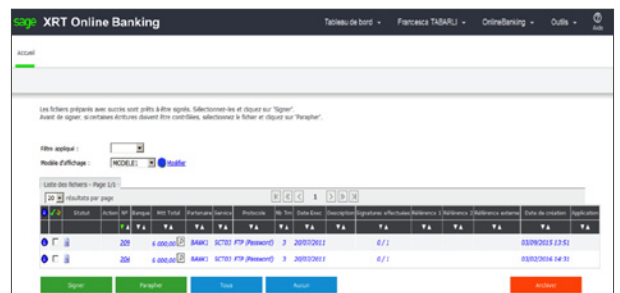 sage XRT Online Banking
Tableau de bord
Francesca TABARLI
OnlineBanking
Outils
Aide
Accueil
Les fichiers préparés avec succès sont prêts à être signés. Sélectionnez-les et cliquez sur "Signer".
Avant de signer, si certaines écritures doivent être contrôlées, sélectionnez le fichier et cliquez sur "Parapher".
Filtre appliqué :
Modèle d'affichage : MODELE1 Modifier
Liste des fichiers - Page 1/1
20 résultats par page 1
Statut Action N° Banque Mtt Total Partenaire Service Protocole Nb Trn Date Exec Description Signatures effectuées Référence 1 Référence 2 Référence externe Date de création Application
209 6 000,00 BANK1 SCT01 FTP (Password) 3 20/07/2011 0/1 03/09/2015 13:51
206 6 000,00 BANK1 SCT01 FTP (Password) 3 20/07/2011 0/1 03/02/2016 14:31
Signer Parapher Tous Aucun Archiver